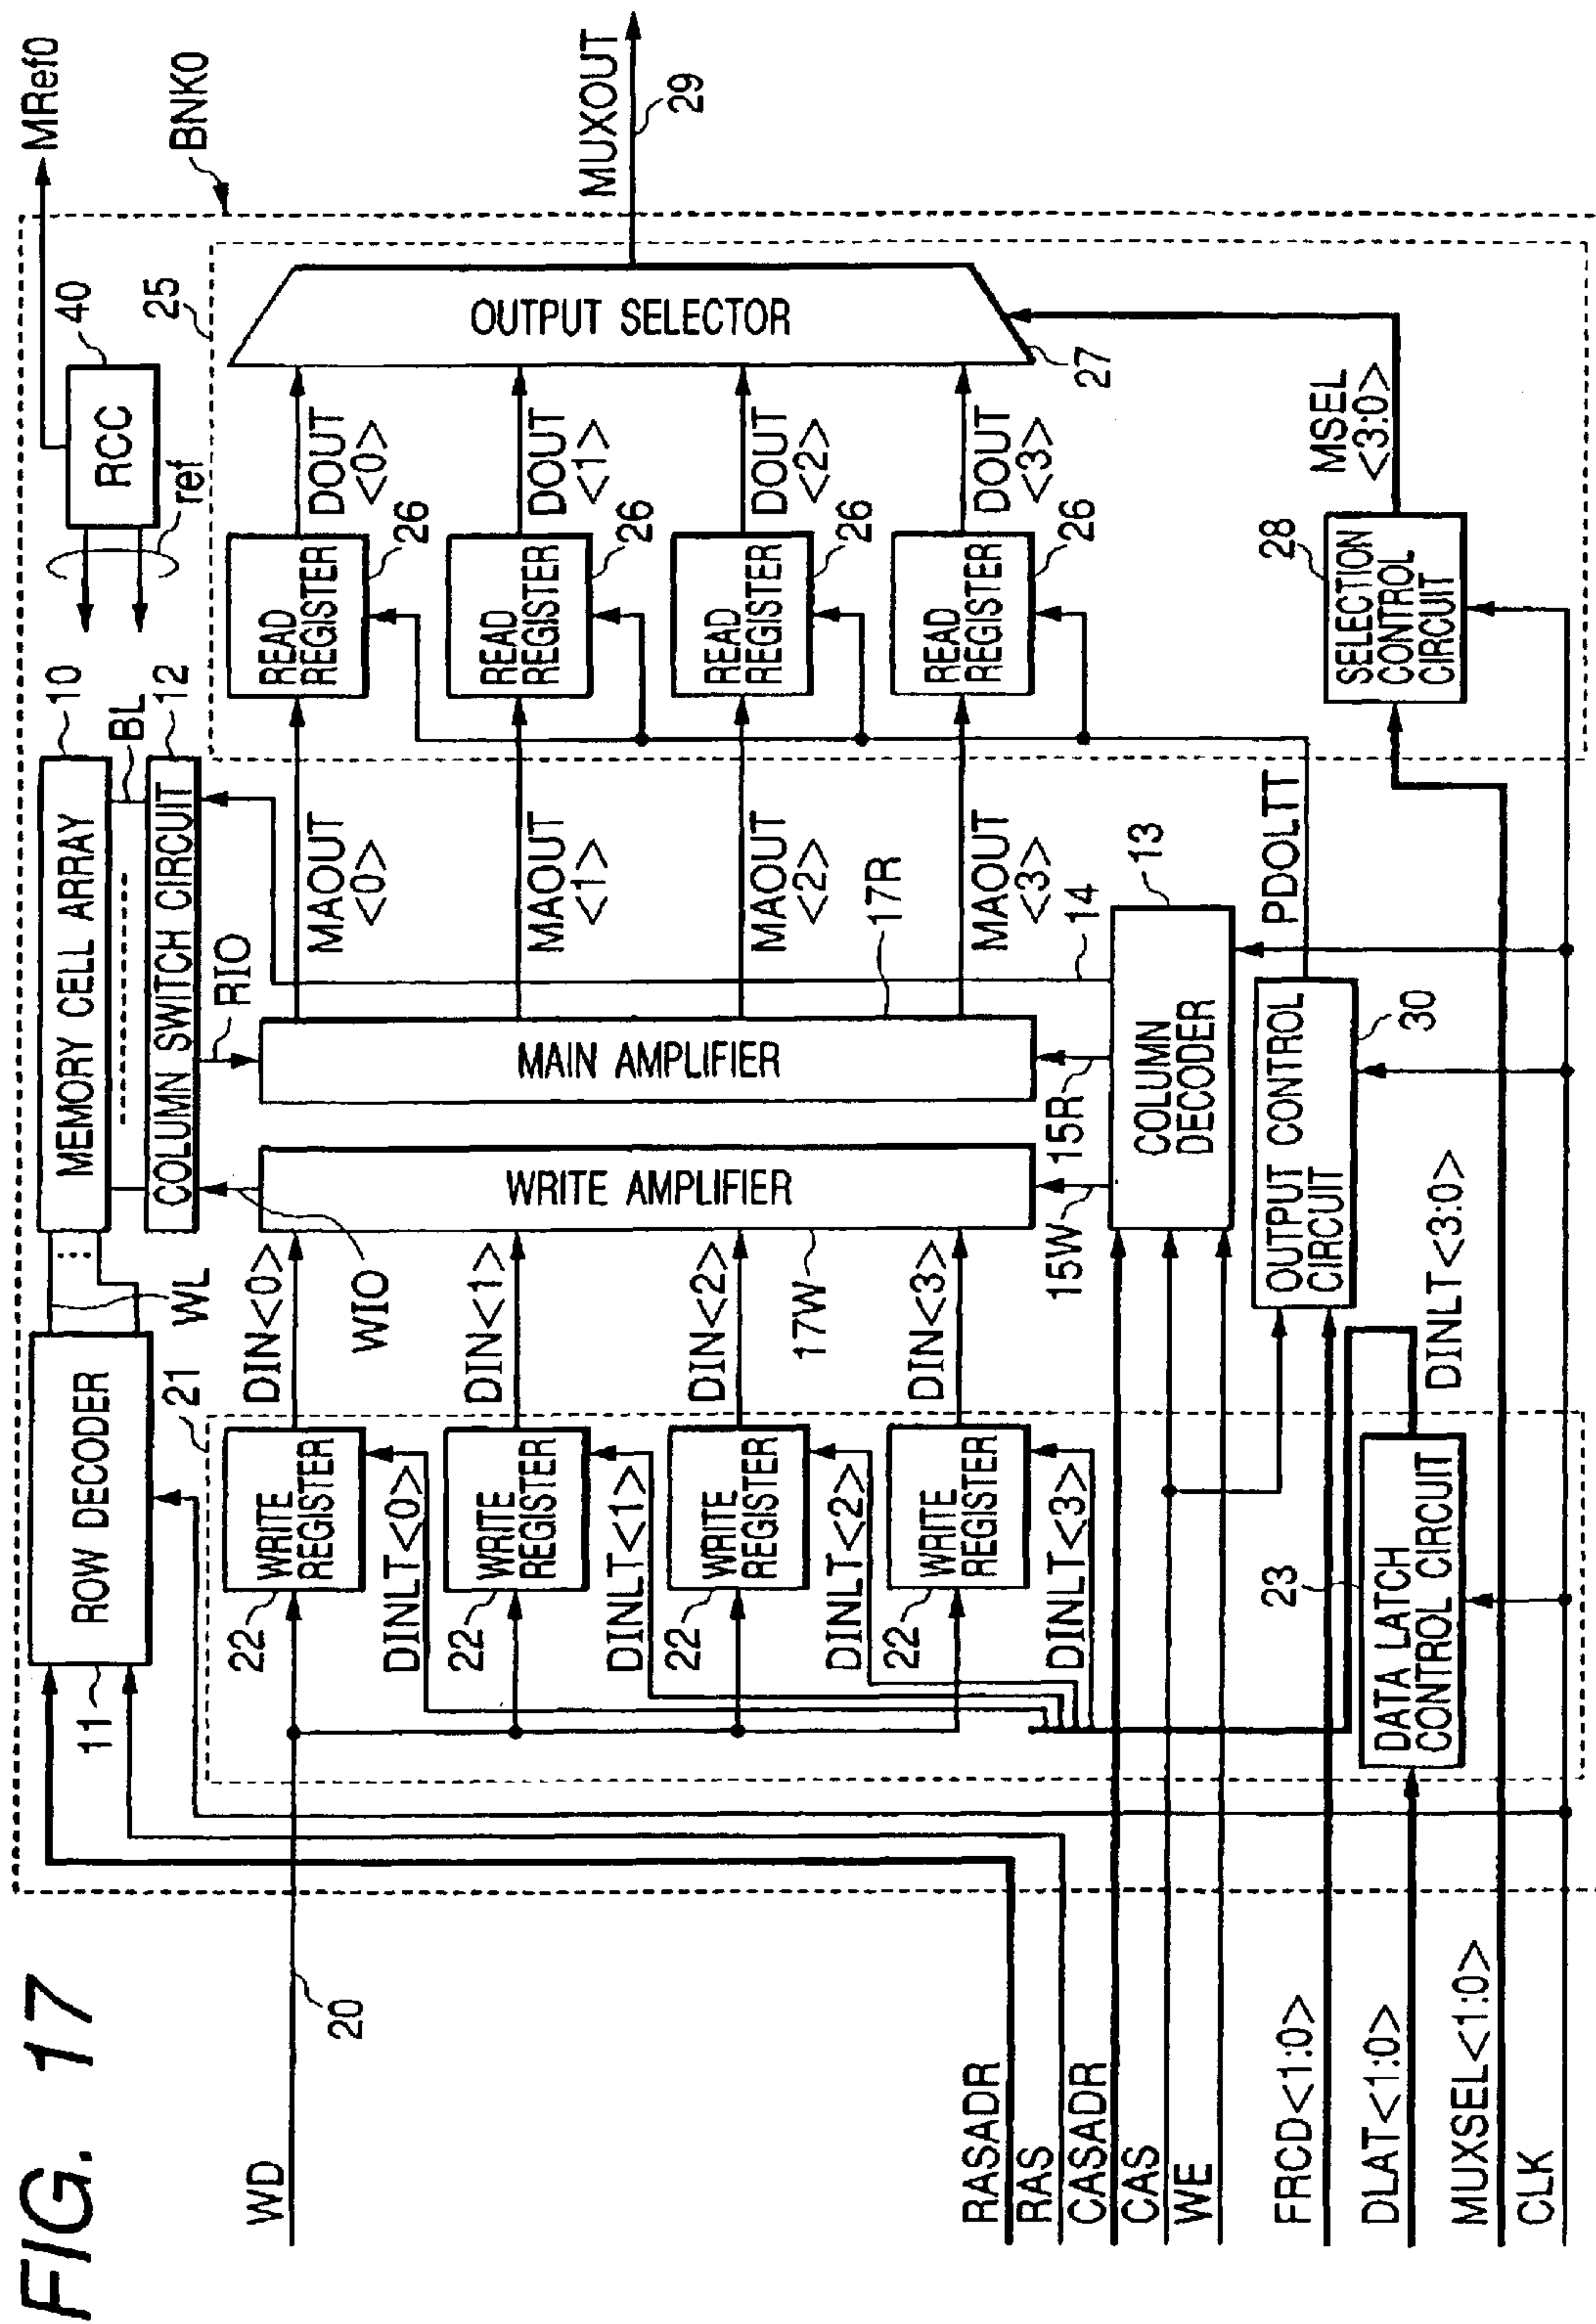 FIG. 17
MRef0
BNK0
RCC
40
ref
25
MEMORY CELL ARRAY
10
BL
COLUMN SWITCH CIRCUIT
12
ROW DECODER
11
WL
21
WIO
RIO
WD
20
WRITE
REGISTER
22
DIN<0>
DINLT<0>
WRITE
REGISTER
22
DIN<1>
DINLT<1>
WRITE
REGISTER
22
DIN<2>
DINLT<2>
WRITE
REGISTER
22
DIN<3>
DINLT<3>
WRITE AMPLIFIER
17W
MAIN AMPLIFIER
17R
MAOUT
<0>
MAOUT
<1>
MAOUT
<2>
MAOUT
<3>
READ
REGISTER
26
DOUT
<0>
READ
REGISTER
26
DOUT
<1>
READ
REGISTER
26
DOUT
<2>
READ
REGISTER
26
DOUT
<3>
OUTPUT SELECTOR
27
MUXOUT
29
15W
15R
14
COLUMN
DECODER
13
OUTPUT CONTROL
CIRCUIT
30
PDOLTT
DATA LATCH
CONTROL CIRCUIT
23
DINLT<3:0>
SELECTION
CONTROL
CIRCUIT
28
MSEL
<3:0>
RASADR
RAS
CASADR
CAS
WE
FRCD<1:0>
DLAT<1:0>
MUXSEL<1:0>
CLK